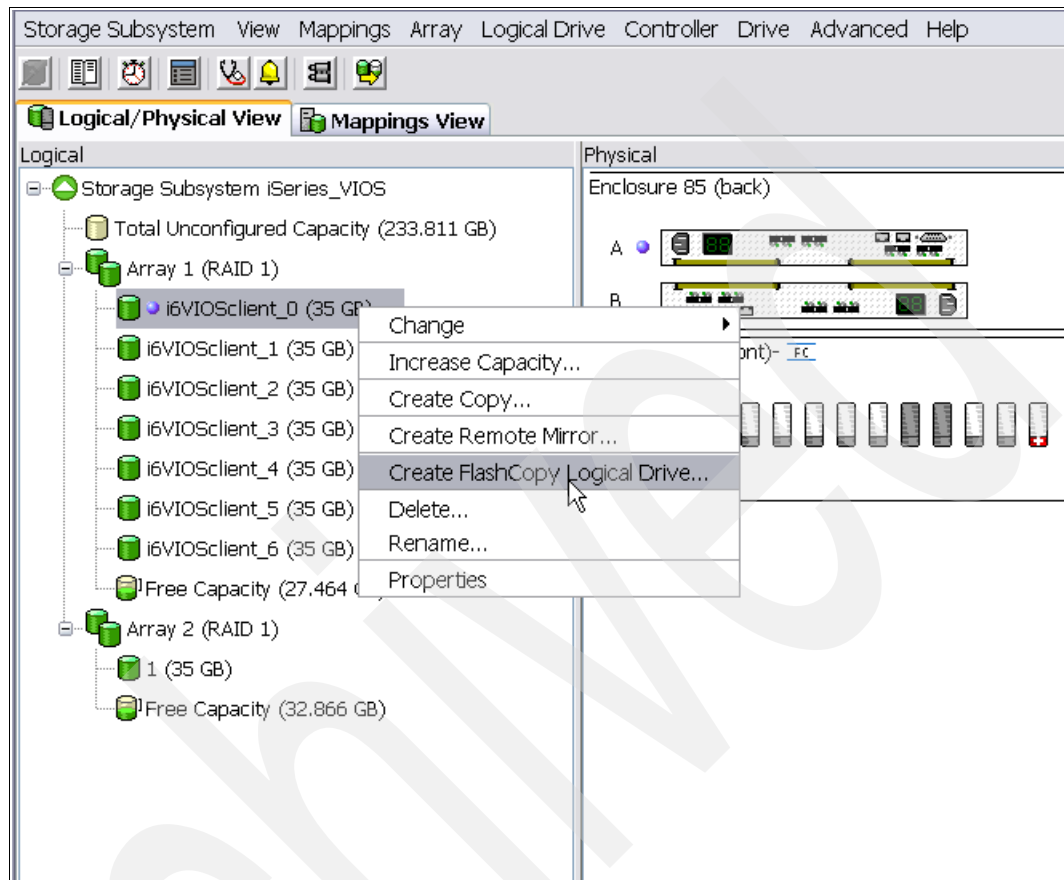 Storage Subsystem View Mappings Array Logical Drive Controller Drive Advanced Help
Logical/Physical View Mappings View
Logical
Storage Subsystem iSeries_VIOS
Total Unconfigured Capacity (233.811 GB)
Array 1 (RAID 1)
i6VIOSclient_0 (35 GB)
i6VIOSclient_1 (35 GB)
i6VIOSclient_2 (35 GB)
i6VIOSclient_3 (35 GB)
i6VIOSclient_4 (35 GB)
i6VIOSclient_5 (35 GB)
i6VIOSclient_6 (35 GB)
Free Capacity (27.464
Array 2 (RAID 1)
1 (35 GB)
Free Capacity (32.866 GB)
Change
Increase Capacity...
Create Copy...
Create Remote Mirror...
Create FlashCopy Logical Drive...
Delete...
Rename...
Properties
Physical
Enclosure 85 (back)
A
88
B
88
ont)- FC